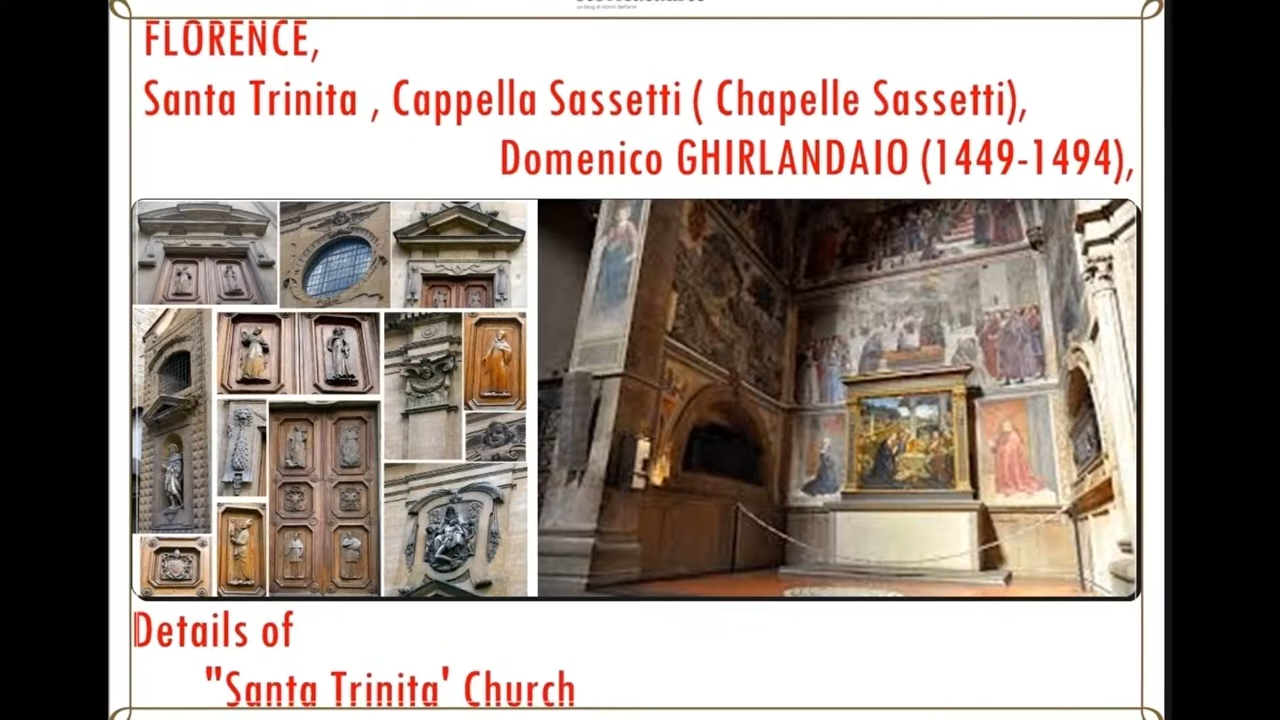 FLORENCE,
Santa Trinita , Cappella Sassetti ( Chapelle Sassetti),
Domenico GHIRLANDAIO (1449-1494),
Details of
"Santa Trinita' Church